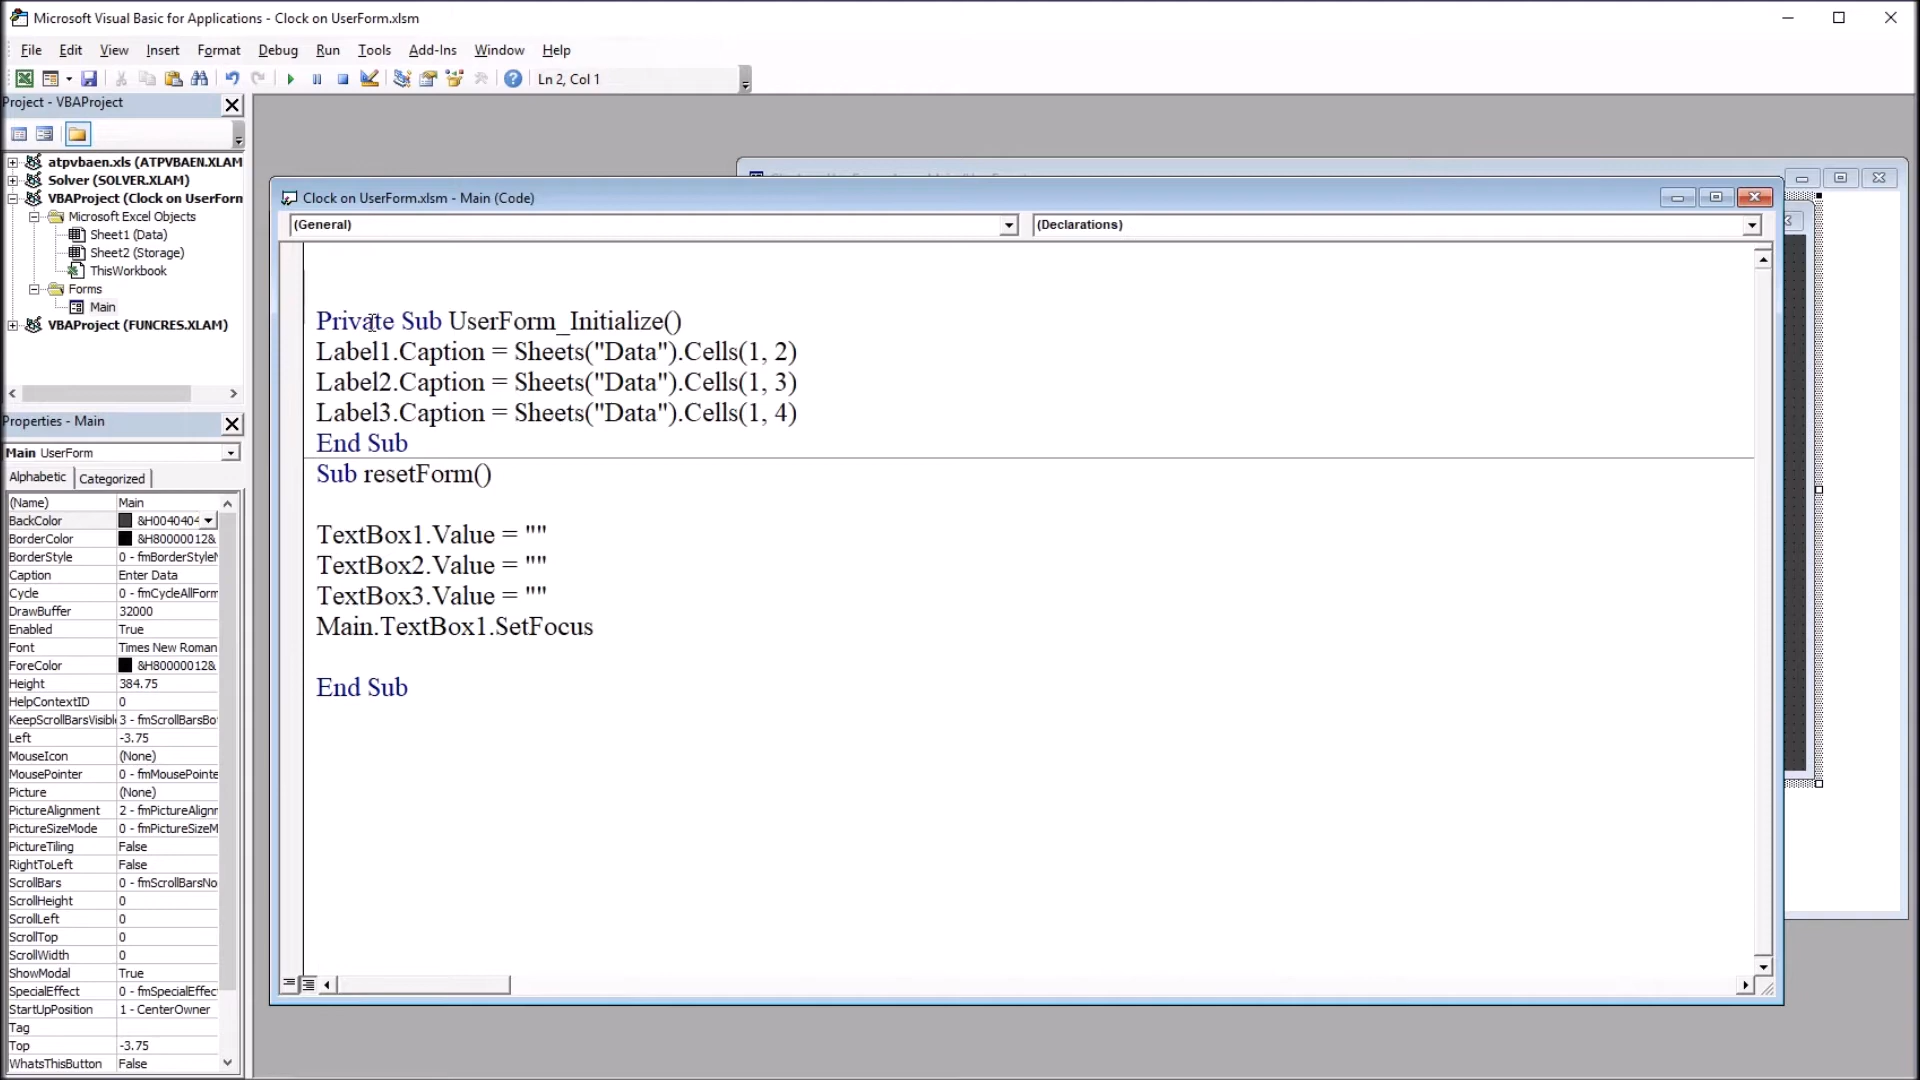 Microsoft Visual Basic for Applications - Clock on UserForm.xlsm
File Edit View Insert Format Debug Run Tools Add-Ins Window Help
Ln 2, Col 1
Project - VBAProject
atpvbaen.xls (ATPVBAEN.XLAM
Solver (SOLVER.XLAM)
VBAProject (Clock on UserForm
Microsoft Excel Objects
Sheet1 (Data)
Sheet2 (Storage)
ThisWorkbook
Forms
Main
VBAProject (FUNCRES.XLAM)
Properties - Main
Main UserForm
Alphabetic Categorized
(Name) Main
BackColor &H004040
BorderColor &H80000012&
BorderStyle 0 - fmBorderStyle
Caption Enter Data
Cycle 0 - fmCycleAllForm
DrawBuffer 32000
Enabled True
Font Times New Roman
ForeColor &H80000012&
Height 384.75
HelpContextID 0
KeepScrollBarsVisibl 3 - fmScrollBarsBo
Left -3.75
MouseIcon (None)
MousePointer 0 - fmMousePointe
Picture (None)
PictureAlignment 2 - fmPictureAlignr
PictureSizeMode 0 - fmPictureSizeM
PictureTiling False
RightToLeft False
ScrollBars 0 - fmScrollBarsNo
ScrollHeight 0
ScrollLeft 0
ScrollTop 0
ScrollWidth 0
ShowModal True
SpecialEffect 0 - fmSpecialEffec
StartUpPosition 1 - CenterOwner
Tag
Top -3.75
WhatsThisButton False
Clock on UserForm.xlsm - Main (Code)
(General) (Declarations)
Private Sub UserForm_Initialize()
Label1.Caption = Sheets("Data").Cells(1, 2)
Label2.Caption = Sheets("Data").Cells(1, 3)
Label3.Caption = Sheets("Data").Cells(1, 4)
End Sub
Sub resetForm()
TextBox1.Value = ""
TextBox2.Value = ""
TextBox3.Value = ""
Main.TextBox1.SetFocus
End Sub